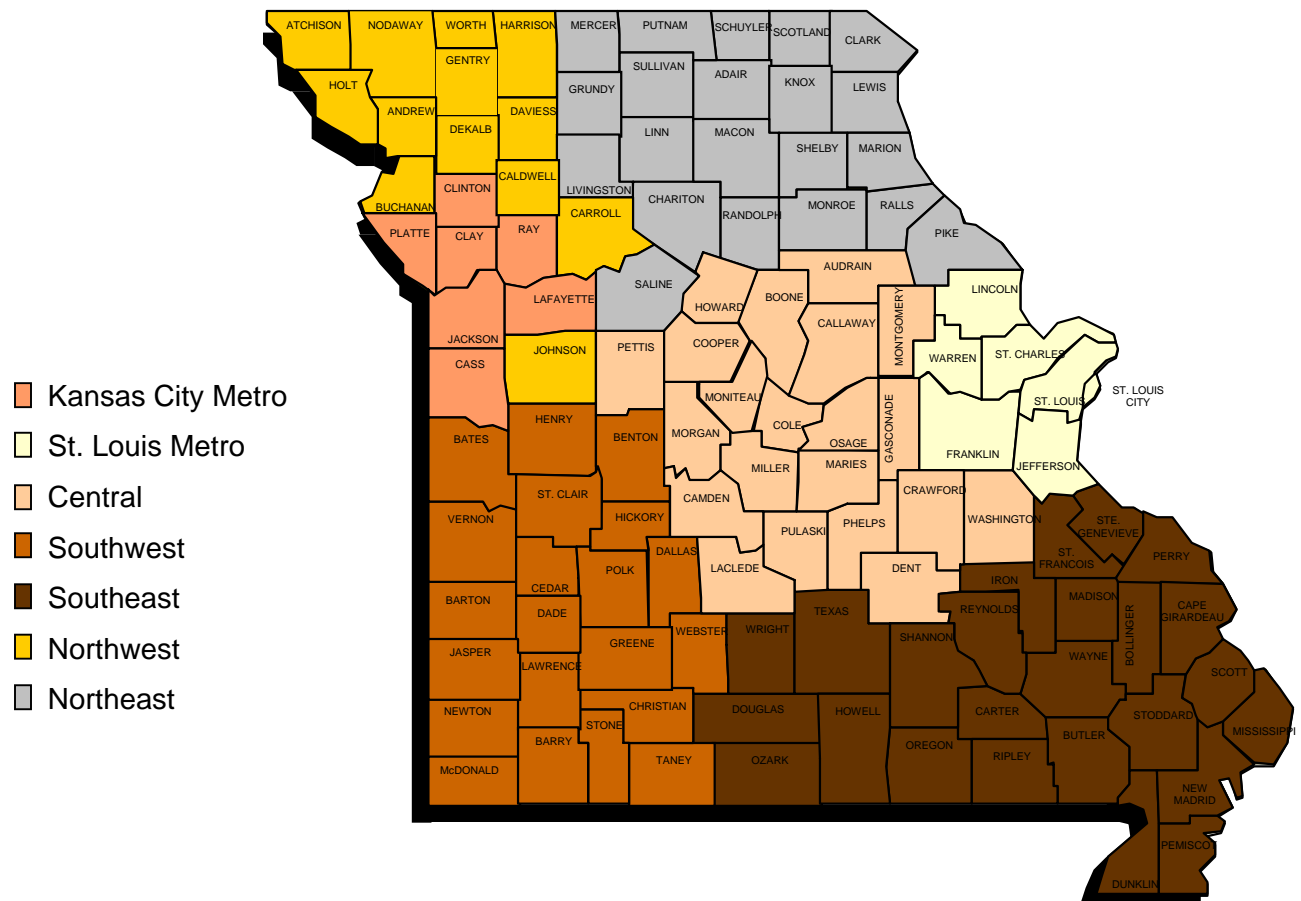 ATCHISON
NODAWAY
WORTH
HARRISON
MERCER
PUTNAM
SCHUYLER
SCOTLAND
CLARK
GENTRY
SULLIVAN
ADAIR
KNOX
LEWIS
HOLT
GRUNDY
ANDREW
DAVIESS
DEKALB
LINN
MACON
SHELBY
MARION
CALDWELL
CLINTON
LIVINGSTON
CHARITON
BUCHANAN
CARROLL
RANDOLPH
MONROE
RALLS
PLATTE
CLAY
RAY
PIKE
AUDRAIN
SALINE
LINCOLN
LAFAYETTE
HOWARD
BOONE
CALLAWAY
MONTGOMERY
JACKSON
JOHNSON
PETTIS
COOPER
WARREN
ST. CHARLES
CASS
MONITEAU
ST. LOUIS
ST. LOUIS
CITY
Kansas City Metro
St. Louis Metro
Central
Southwest
Southeast
Northwest
Northeast
HENRY
BATES
BENTON
MORGAN
COLE
OSAGE
GASCONADE
FRANKLIN
JEFFERSON
MILLER
MARIES
ST. CLAIR
CAMDEN
CRAWFORD
VERNON
HICKORY
PULASKI
PHELPS
WASHINGTON
STE.
GENEVIEVE
DALLAS
ST.
FRANCOIS
PERRY
CEDAR
POLK
LACLEDE
DENT
IRON
BARTON
DADE
TEXAS
REYNOLDS
MADISON
BOLLINGER
CAPE
GIRARDEAU
JASPER
LAWRENCE
GREENE
WEBSTER
WRIGHT
SHANNON
WAYNE
SCOTT
NEWTON
CHRISTIAN
DOUGLAS
HOWELL
CARTER
STODDARD
MISSISSIPPI
BARRY
STONE
OREGON
BUTLER
McDONALD
TANEY
OZARK
RIPLEY
NEW
MADRID
PEMISCOT
DUNKLIN